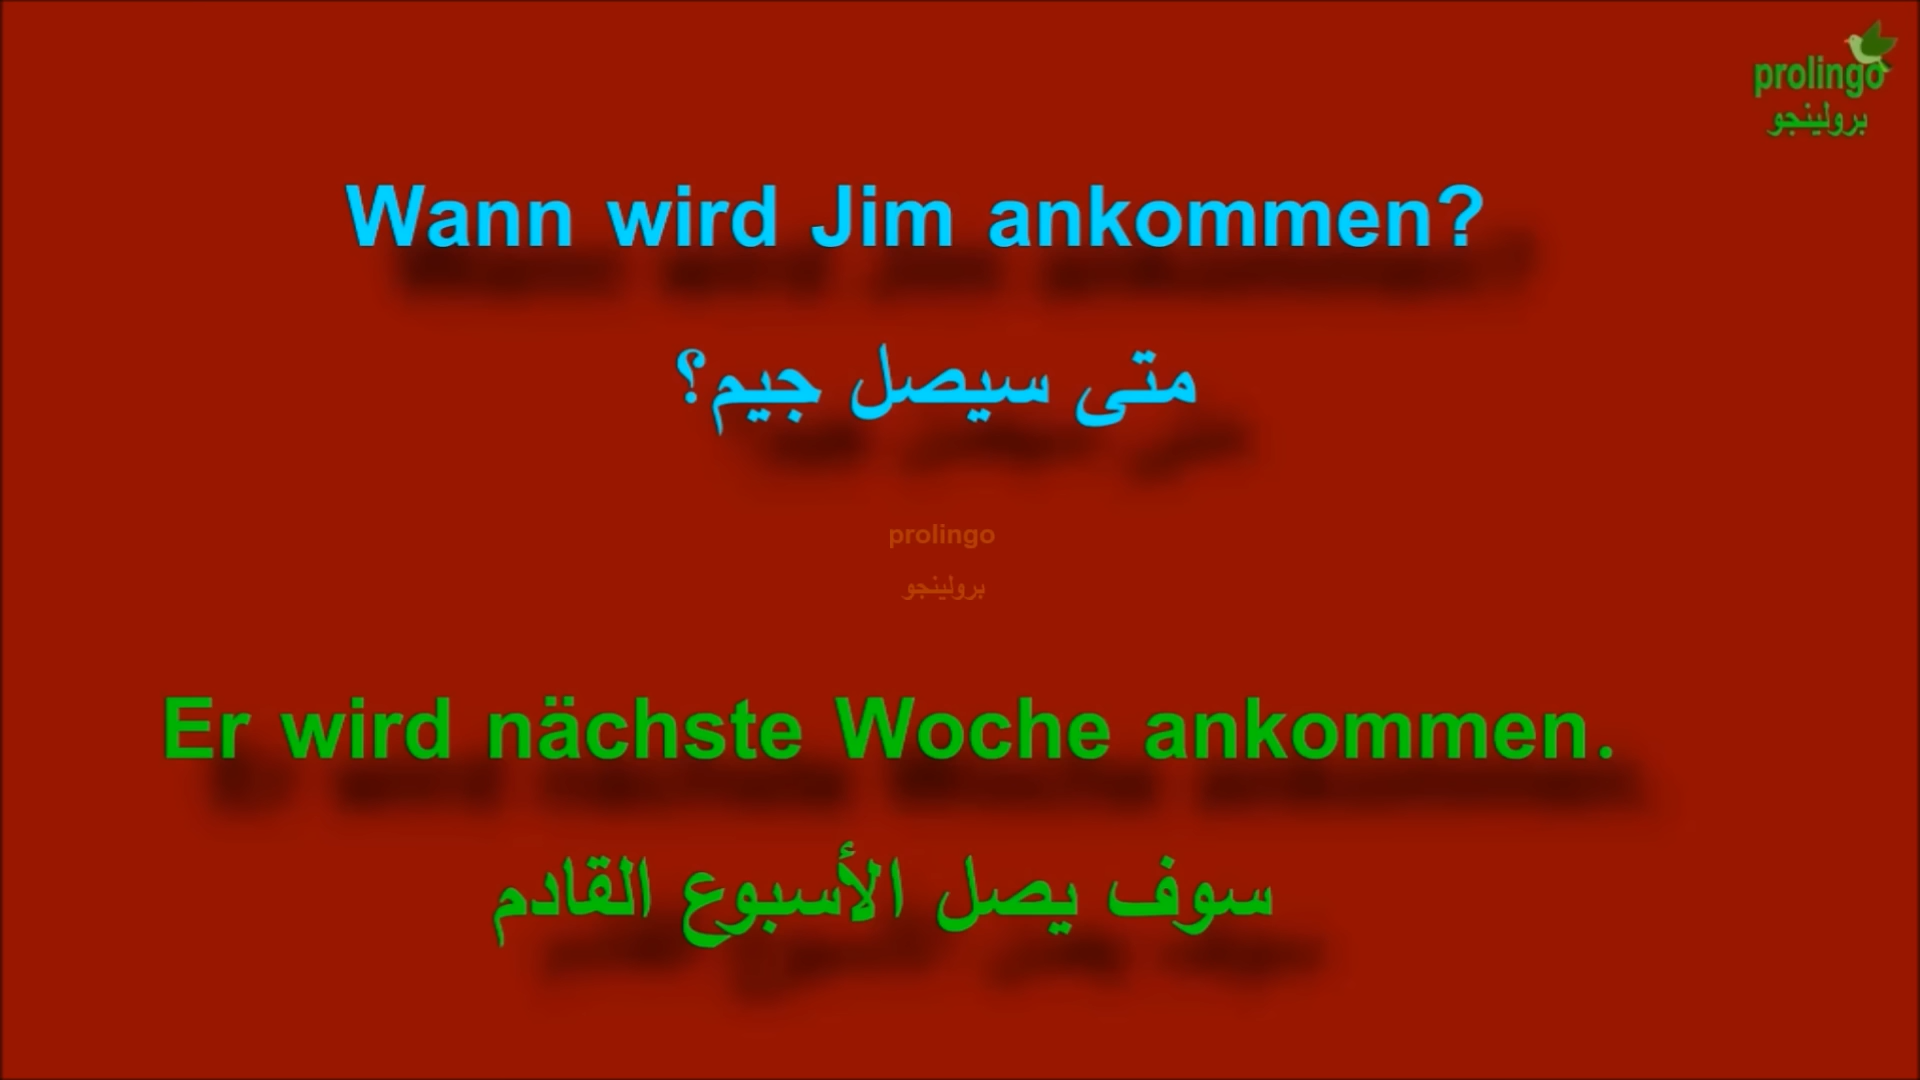 prolingo
برولينجو
Wann wird Jim ankommen?
متى سيصل جيم؟
prolingo
برولينجو
Er wird nächste Woche ankommen.
سوف يصل الأسبوع القادم